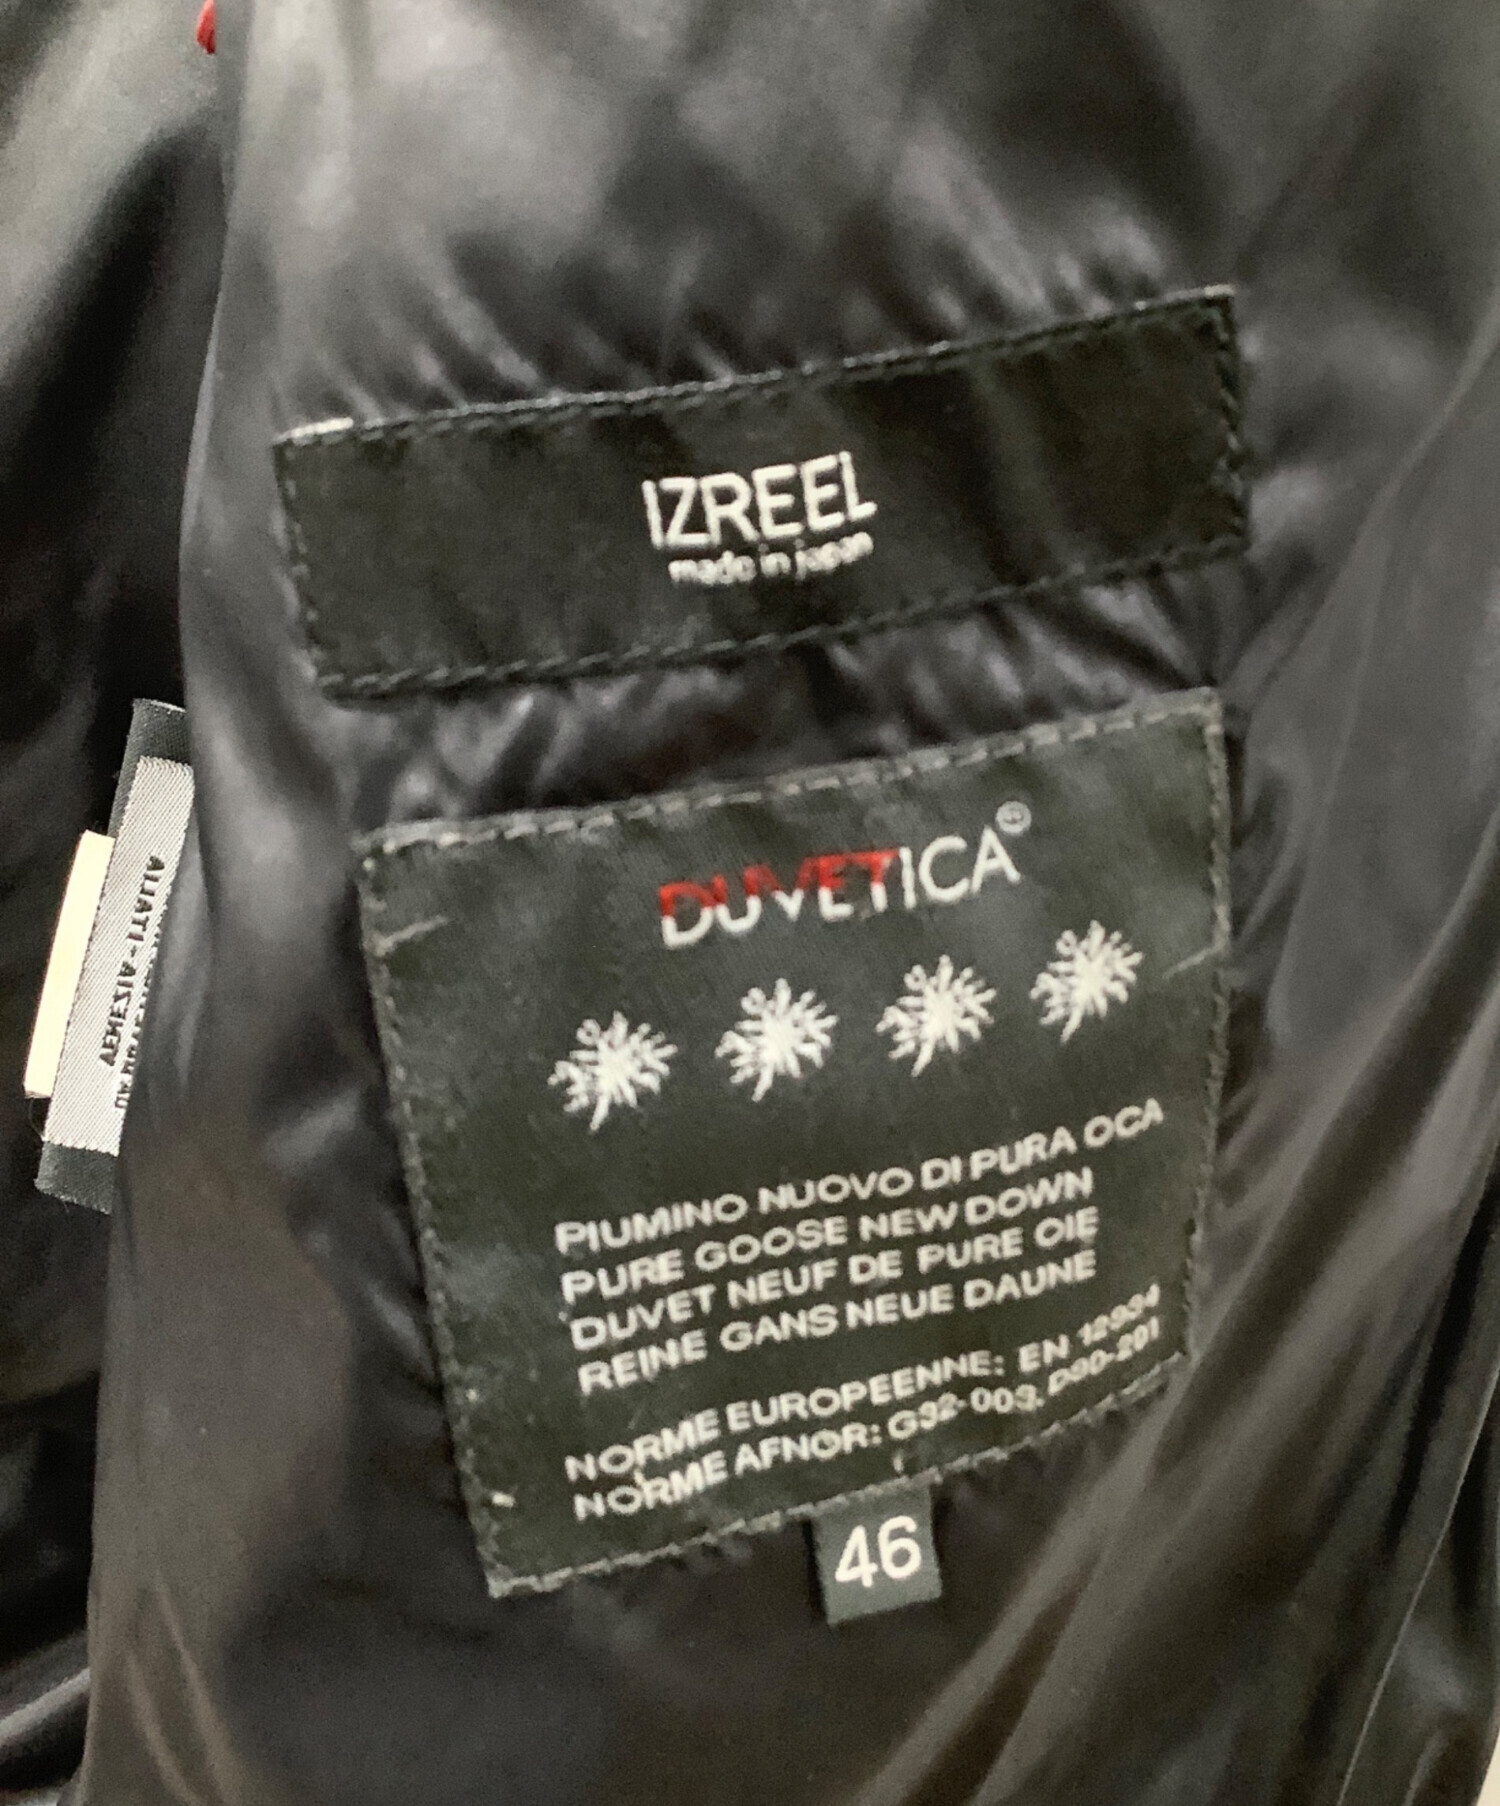 IZREEL
made in japan
DUVETICA®
PIUMINO NUOVO DI PURA OCA
PURE GOOSE NEW DOWN
DUVET NEUF DE PURE OIE
REINE GANS NEUE DAUNE
NORME EUROPEENNE: EN 12934
NORME AFNOR: G32-003. D90-201
46